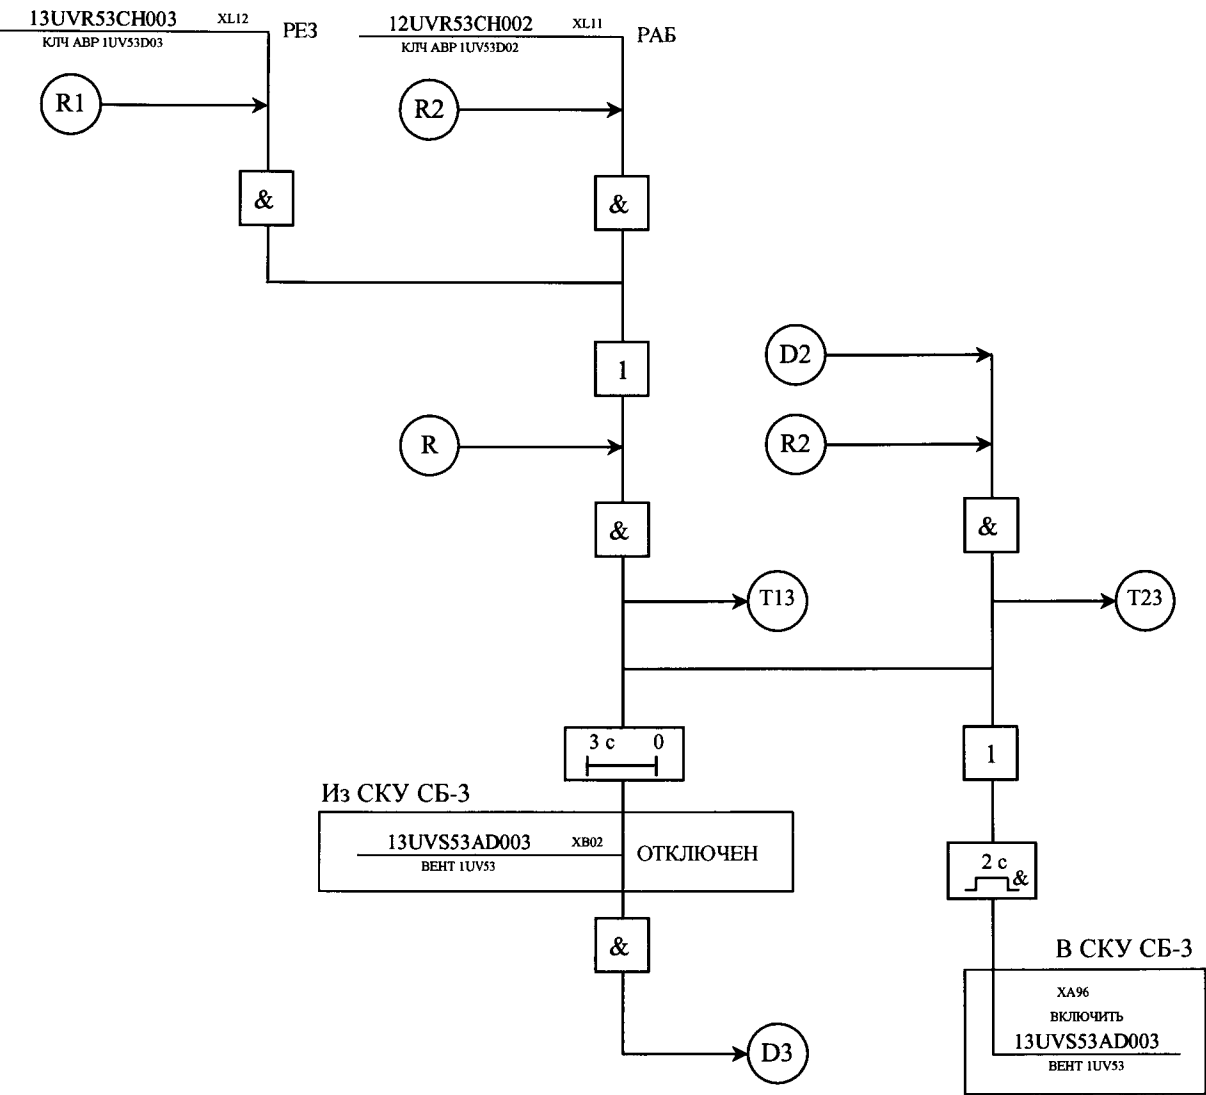 13UVR53CH003 XL12 РЕЗ
КЛЧ АВР 1UV53D03
12UVR53CH002 XL11 РАБ
КЛЧ АВР 1UV53D02
R1
R2
&
&
1
D2
R
R2
&
&
T13
T23
3 с 0
1
Из СКУ СБ-3
13UVS53AD003 XB02 ОТКЛЮЧЕН
ВЕНТ 1UV53
2 с
&
&
В СКУ СБ-3
XA96
ВКЛЮЧИТЬ
13UVS53AD003
ВЕНТ 1UV53
D3